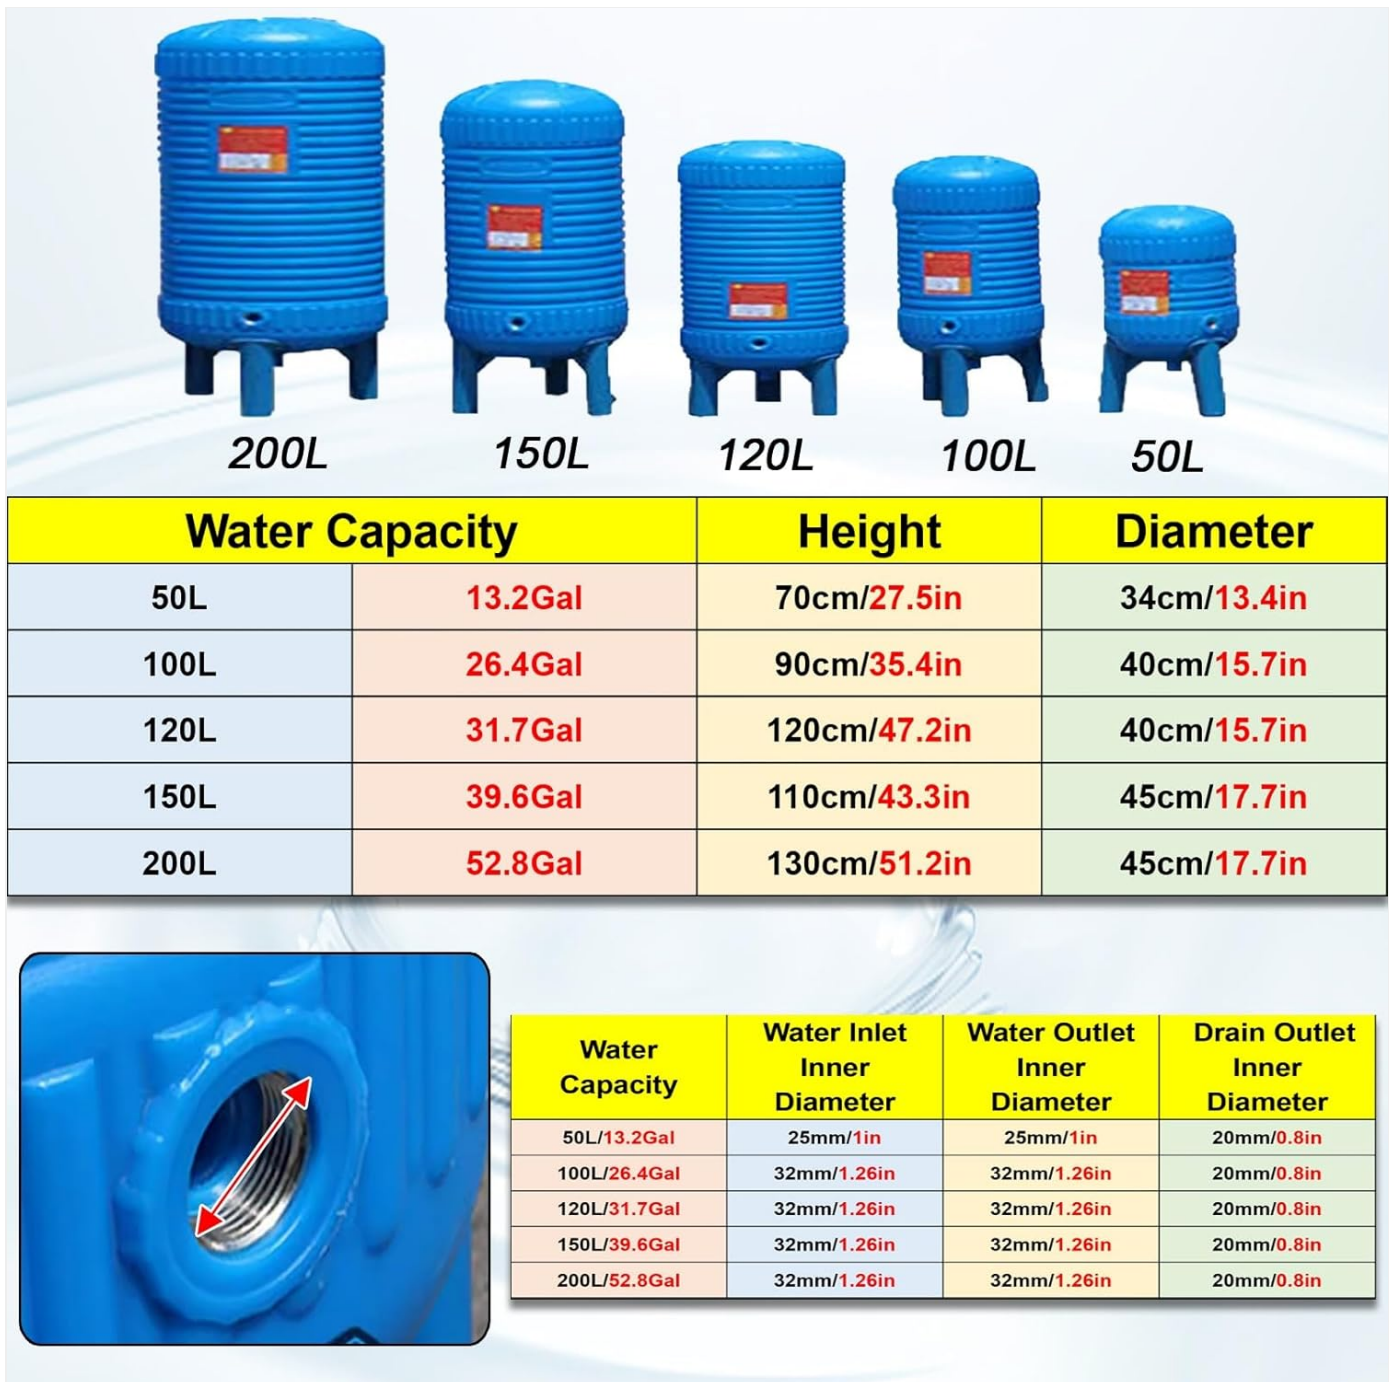 200L 150L 120L 100L 50L
Water Capacity Height Diameter
50L 13.2Gal 70cm/27.5in 34cm/13.4in
100L 26.4Gal 90cm/35.4in 40cm/15.7in
120L 31.7Gal 120cm/47.2in 40cm/15.7in
150L 39.6Gal 110cm/43.3in 45cm/17.7in
200L 52.8Gal 130cm/51.2in 45cm/17.7in
Water
Capacity
Water Inlet
Inner
Diameter
Water Outlet
Inner
Diameter
Drain Outlet
Inner
Diameter
50L/13.2Gal 25mm/1in 25mm/1in 20mm/0.8in
100L/26.4Gal 32mm/1.26in 32mm/1.26in 20mm/0.8in
120L/31.7Gal 32mm/1.26in 32mm/1.26in 20mm/0.8in
150L/39.6Gal 32mm/1.26in 32mm/1.26in 20mm/0.8in
200L/52.8Gal 32mm/1.26in 32mm/1.26in 20mm/0.8in